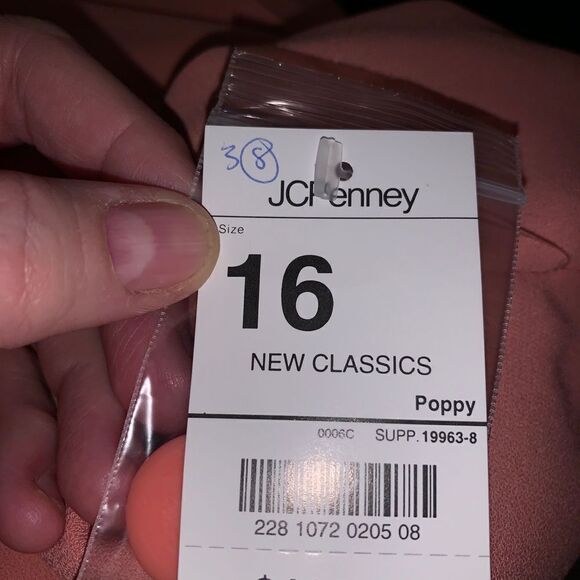 3 8
JCPenney
Size
16
NEW CLASSICS
Poppy
0006C SUPP. 19963-8
228 1072 0205 08